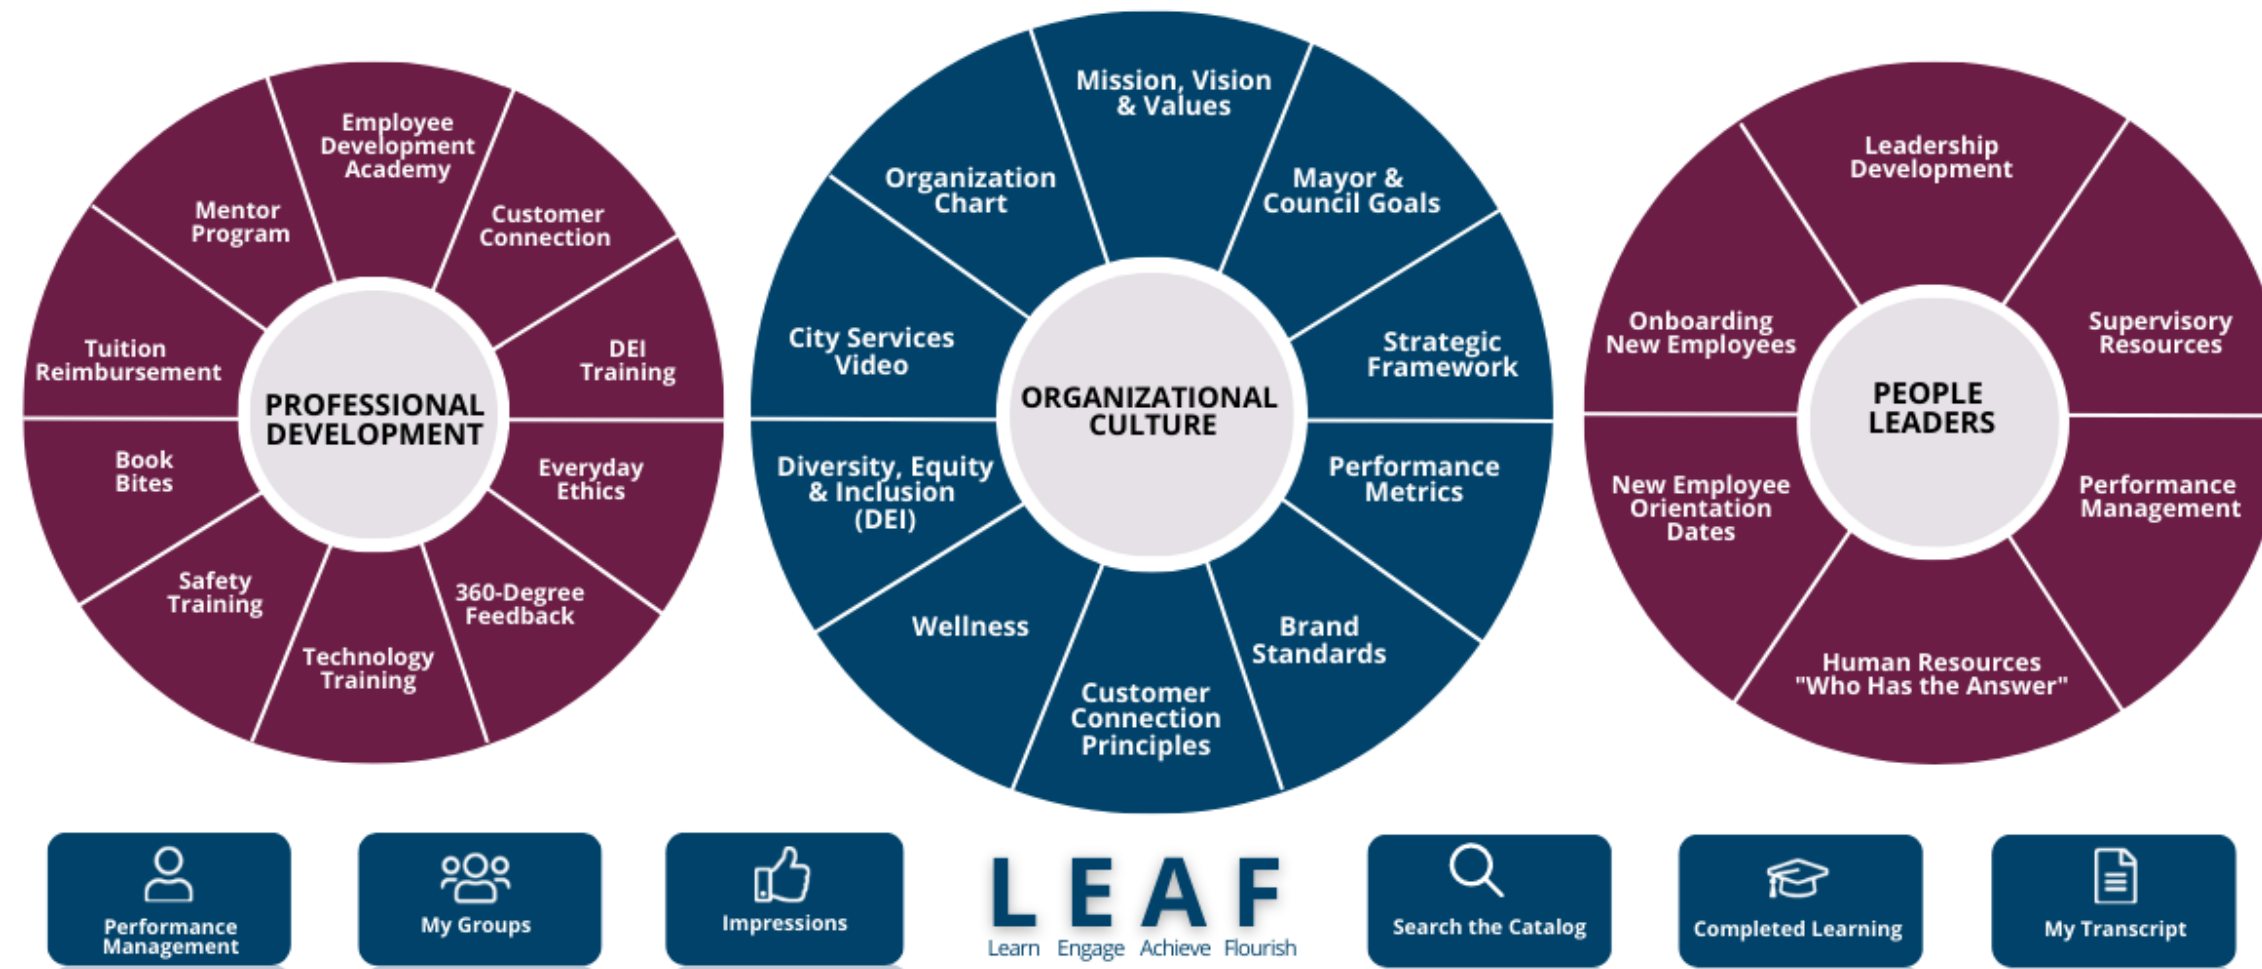 Employee
Development
Academy
Customer
Connection
DEI
Training
Everyday
Ethics
360-Degree
Feedback
Technology
Training
Safety
Training
Book
Bites
Tuition
Reimbursement
Mentor
Program
PROFESSIONAL
DEVELOPMENT
Mission, Vision
& Values
Mayor &
Council Goals
Strategic
Framework
Performance
Metrics
Brand
Standards
Customer
Connection
Principles
Wellness
Diversity, Equity
& Inclusion
(DEI)
City Services
Video
Organization
Chart
ORGANIZATIONAL
CULTURE
Leadership
Development
Supervisory
Resources
Performance
Management
Human Resources
"Who Has the Answer"
New Employee
Orientation
Dates
Onboarding
New Employees
PEOPLE
LEADERS
Performance
Management
My Groups
Impressions
LEAF
Learn Engage Achieve Flourish
Search the Catalog
Completed Learning
My Transcript